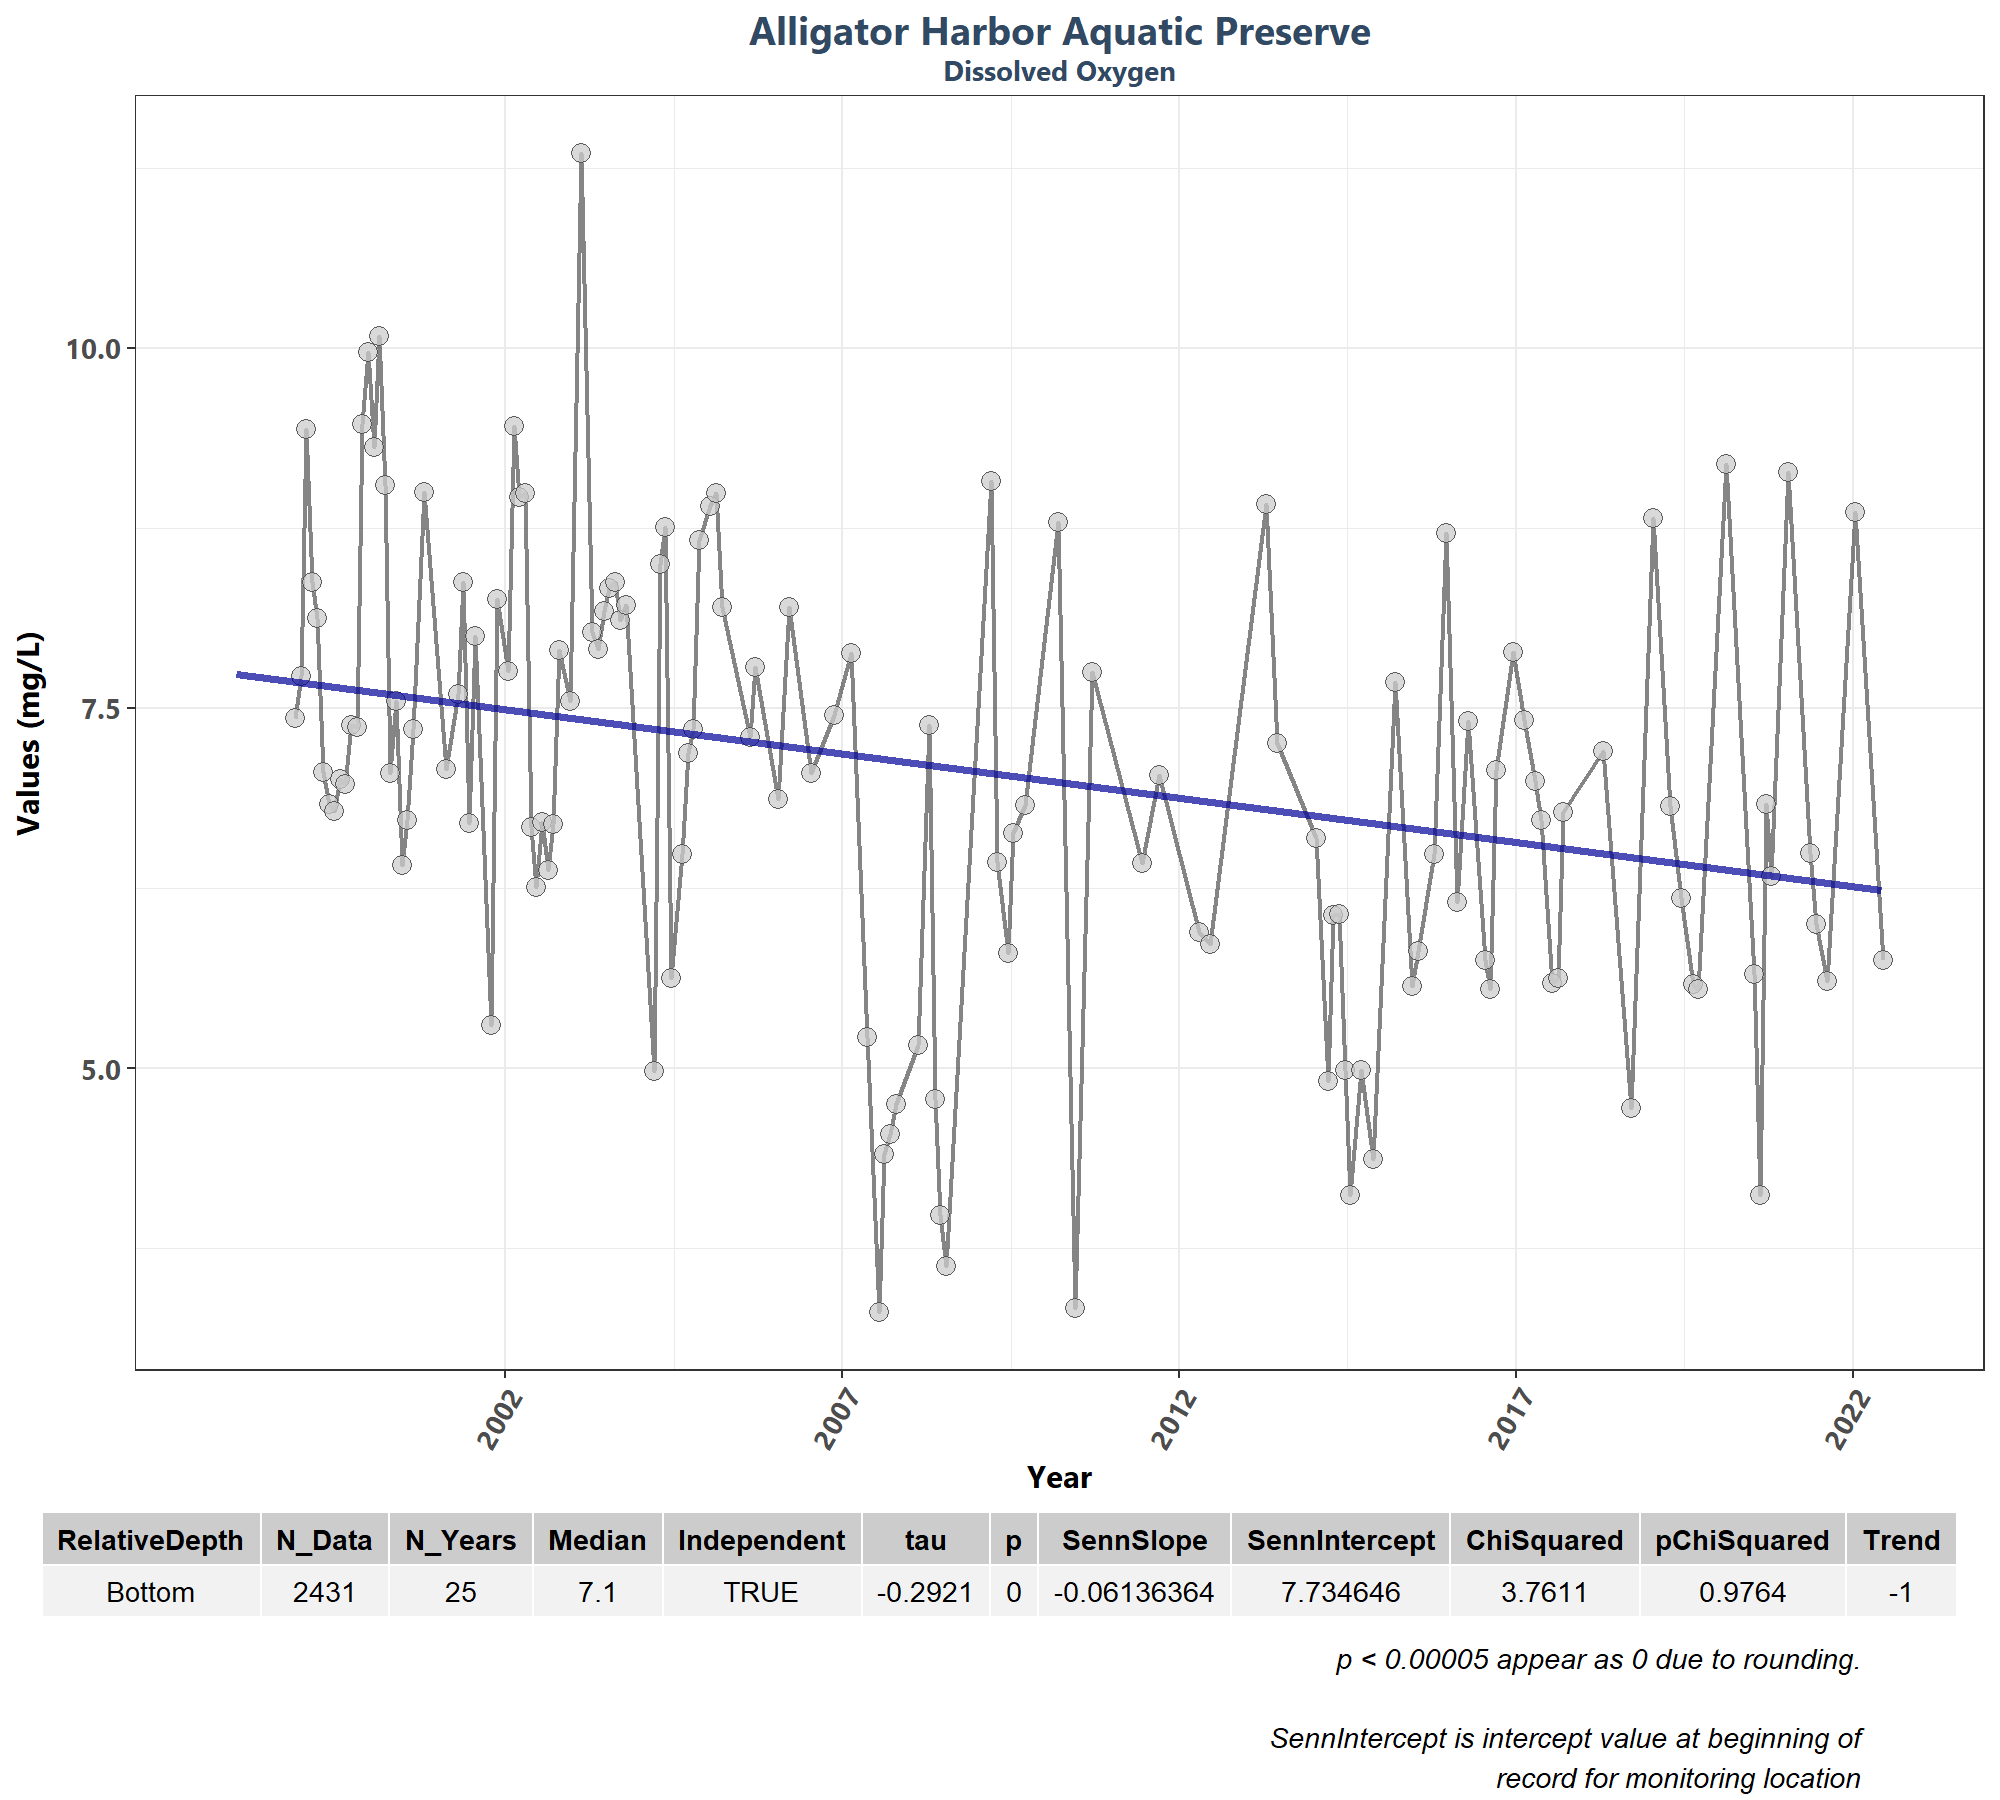 Alligator Harbor Aquatic Preserve
Dissolved Oxygen
Values (mg/L)
10.0
7.5
5.0
2002 2007 2012 2017 2022
Year
RelativeDepth N_Data N_Years Median Independent tau p SennSlope SennIntercept ChiSquared pChiSquared Trend
Bottom 2431 25 7.1 TRUE -0.2921 0 -0.06136364 7.734646 3.7611 0.9764 -1
p < 0.00005 appear as 0 due to rounding.
SennIntercept is intercept value at beginning of
record for monitoring location